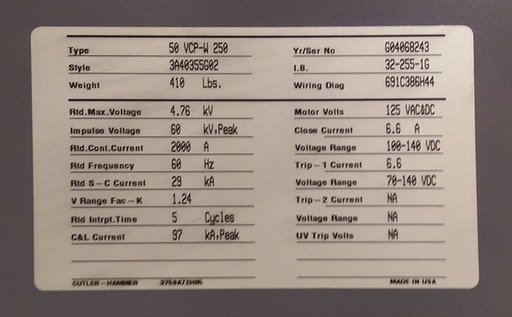 Type 50 VCP-W 250
Style 3A40355G02
Weight 410 Lbs.
Yr/Ser No G04068243
I.B. 32-255-1G
Wiring Diag 691C386H44
Rtd.Max.Voltage 4.76 kV
Impulse Voltage 60 kV,Peak
Rtd.Cont.Current 2000 A
Rtd Frequency 60 Hz
Rtd S-C Current 29 kA
V Range Fac-K 1.24
Rtd Intrpt.Time 5 Cycles
C&L Current 97 kA,Peak
Motor Volts 125 VAC&DC
Close Current 6.6 A
Voltage Range 100-140 VDC
Trip-1 Current 6.6
Voltage Range 70-140 VDC
Trip-2 Current NA
Voltage Range NA
UV Trip Volts NA
CUTLER-HAMMER 3759A72H05
MADE IN USA